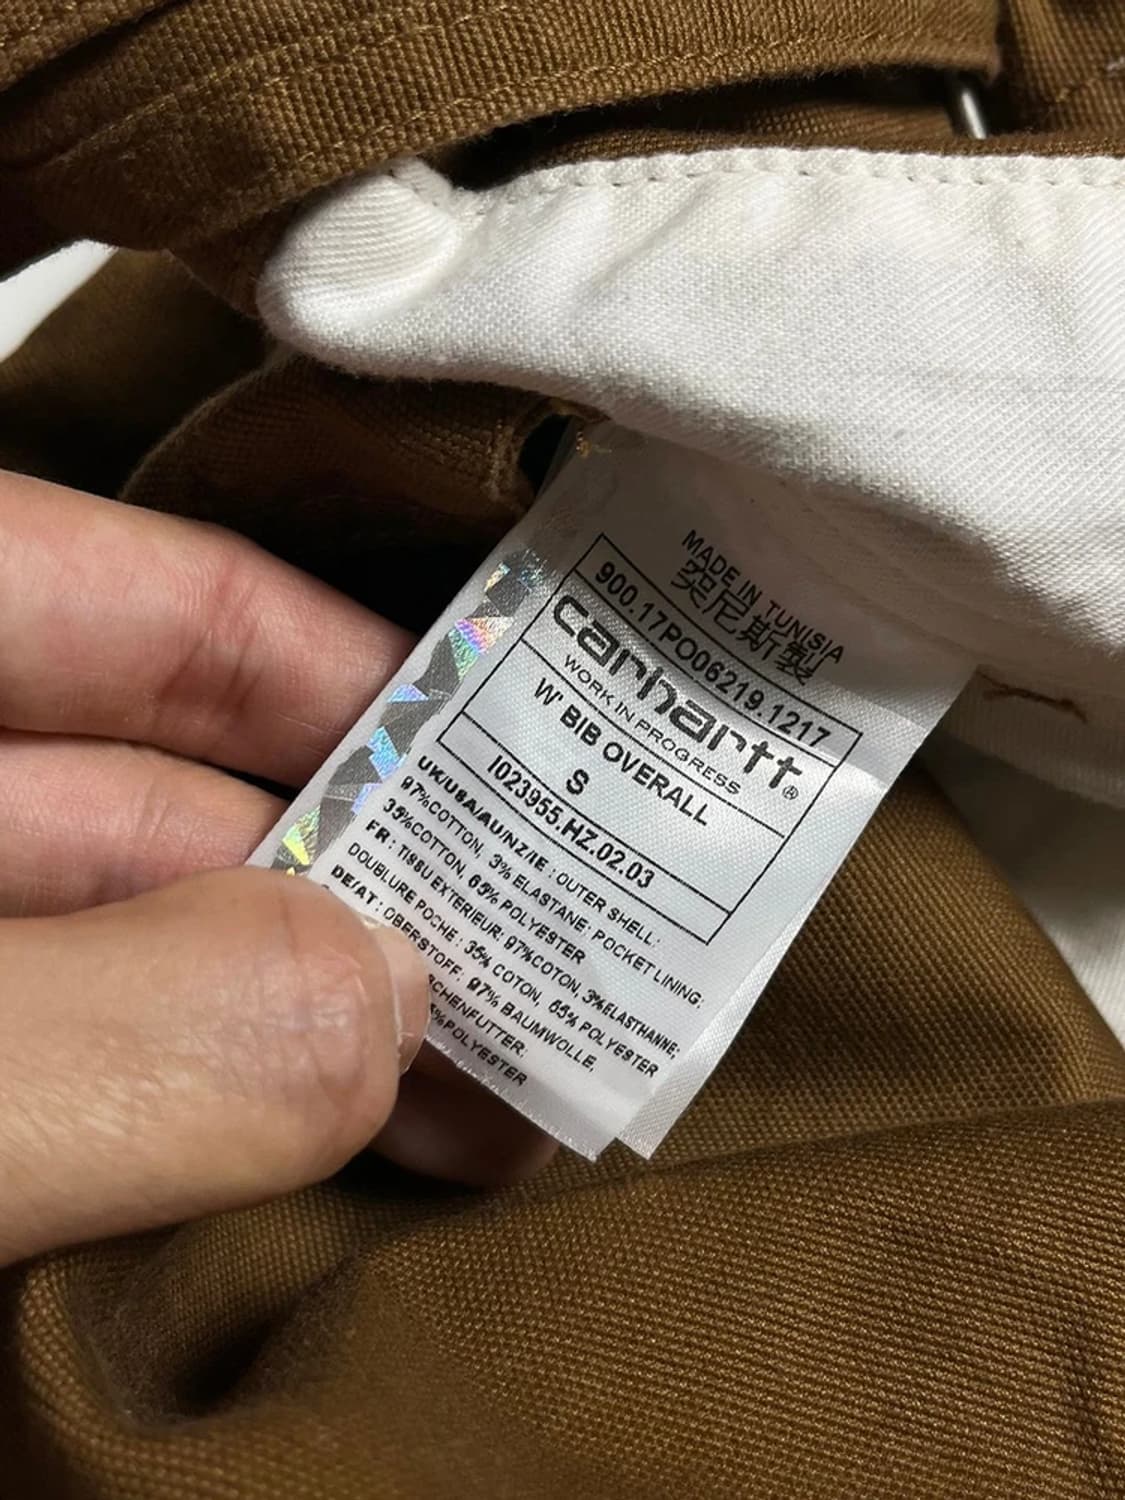 MADE IN TUNISIA
突尼斯製
900.17PO06219.1217
carhartt®
WORK IN PROGRESS
W' BIB OVERALL
S
I023955.HZ.02.03
UK/USA/AU/NZ/IE : OUTER SHELL:
97%COTTON, 3% ELASTANE; POCKET LINING:
35%COTTON, 65% POLYESTER
FR: TISSU EXTERIEUR: 97%COTON, 3%ELASTHANNE;
DOUBLURE POCHE : 35% COTON, 65% POLYESTER
DE/AT : OBERSTOFF: 97% BAUMWOLLE,
POLYESTER